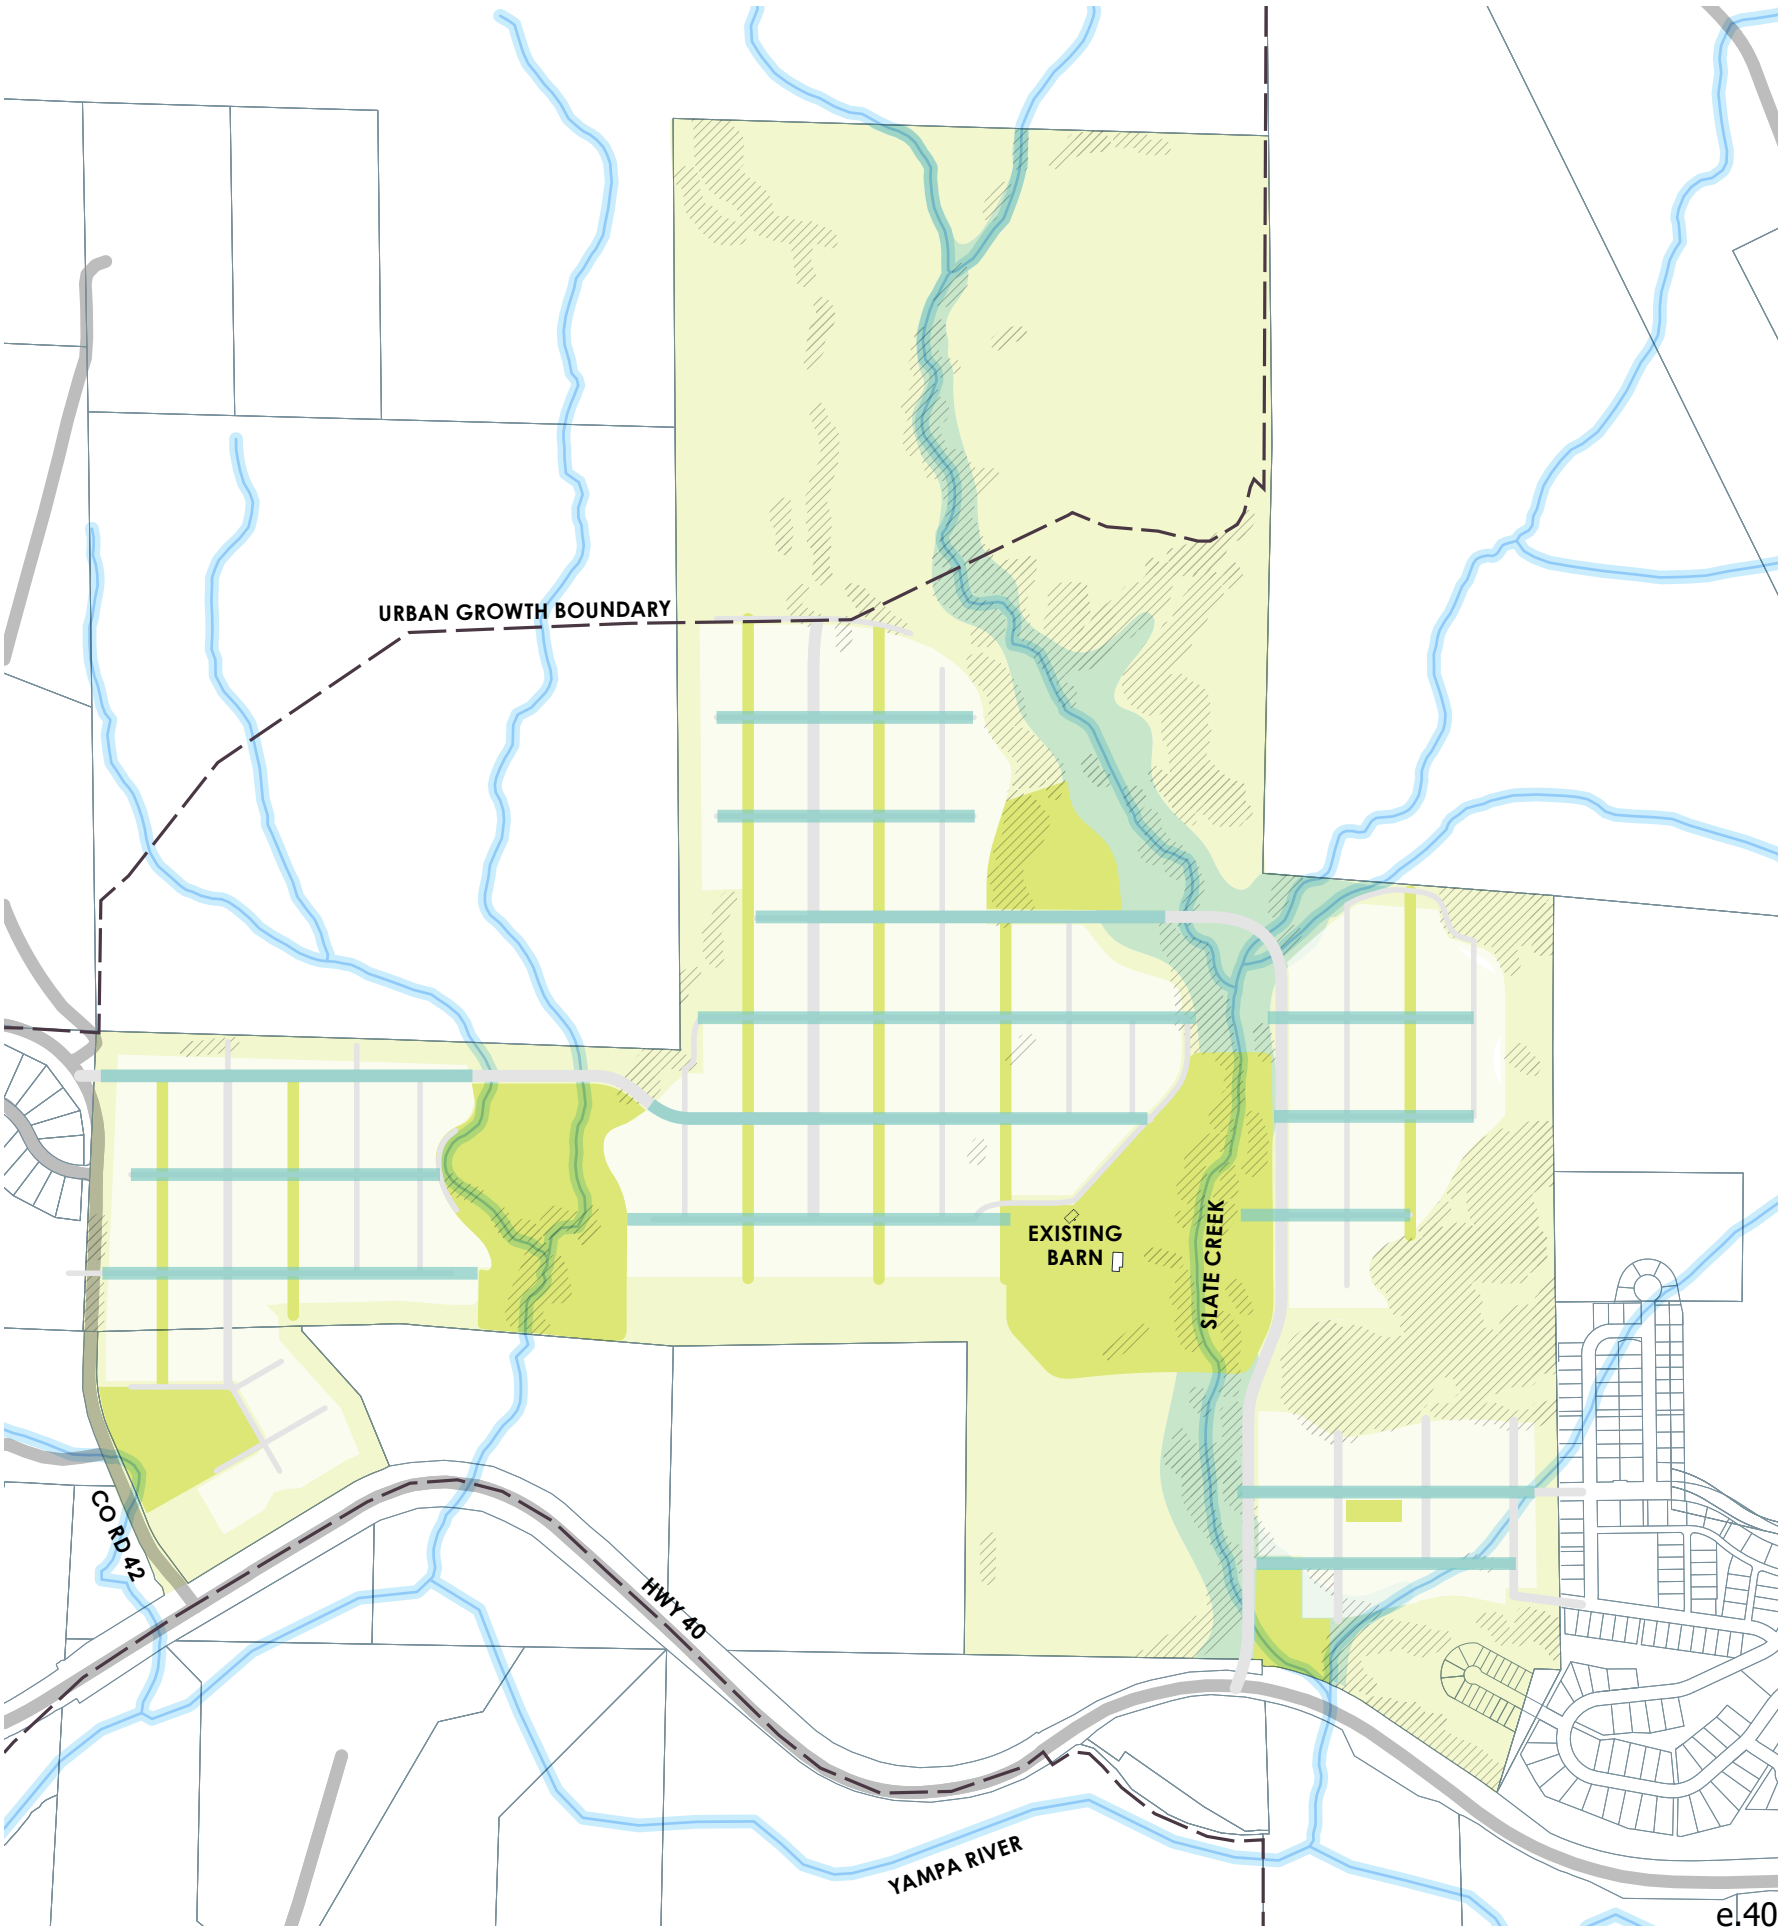 URBAN GROWTH BOUNDARY
EXISTING
BARN
SLATE CREEK
CO RD 42
HWY 40
YAMPA RIVER
e.40